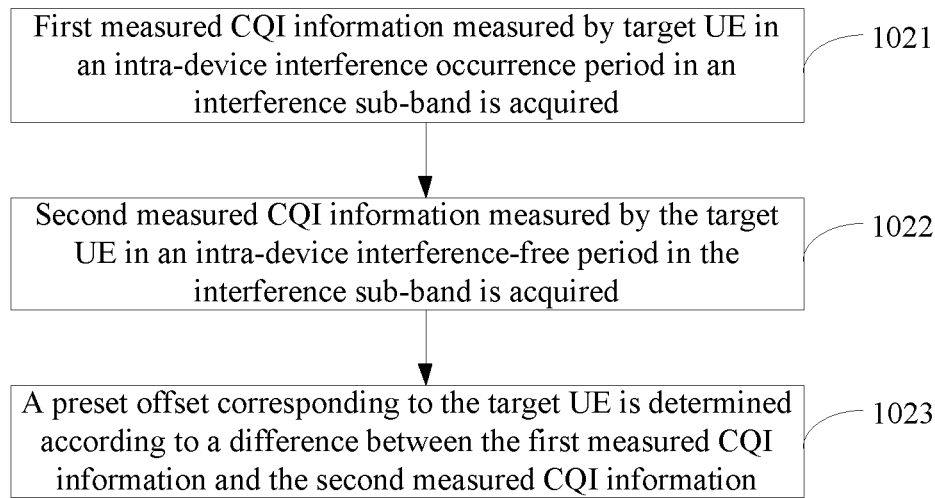 First measured CQI information measured by target UE in
an intra-device interference occurrence period in an
interference sub-band is acquired
1021
Second measured CQI information measured by the target
UE in an intra-device interference-free period in the
interference sub-band is acquired
1022
A preset offset corresponding to the target UE is determined
according to a difference between the first measured CQI
information and the second measured CQI information
1023